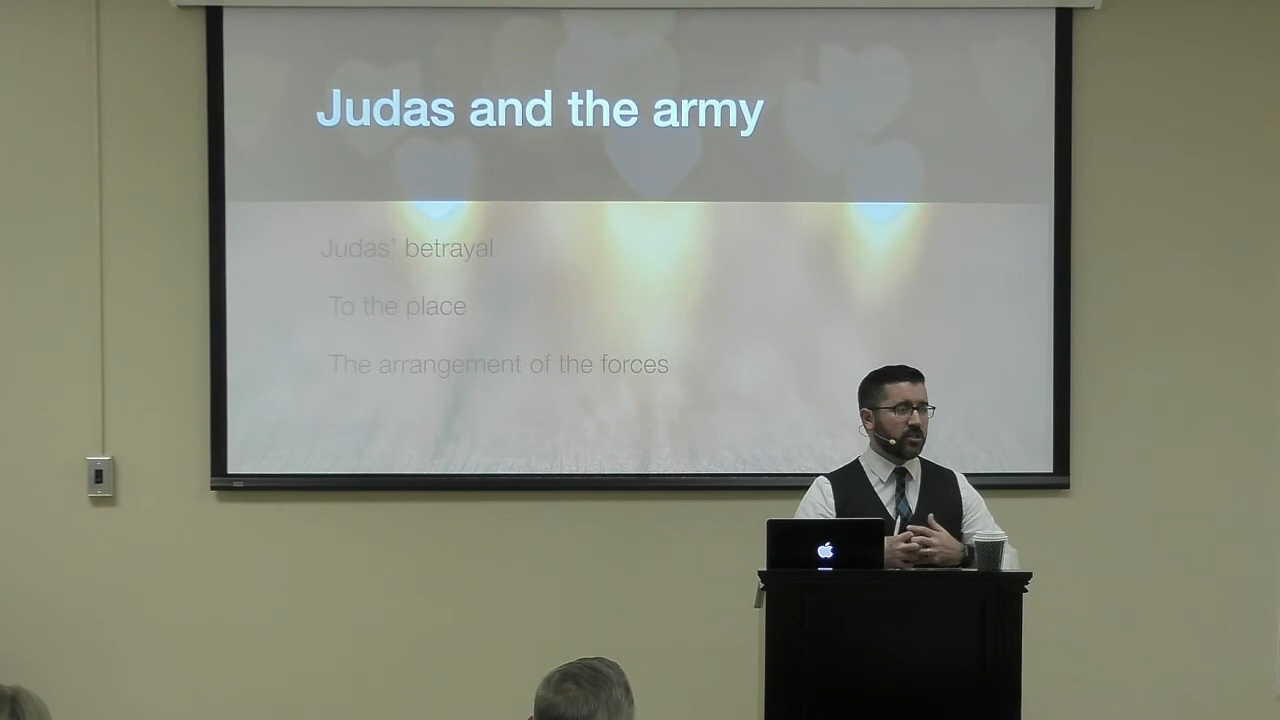 Judas and the army
Judas' betrayal
To the place
The arrangement of the forces